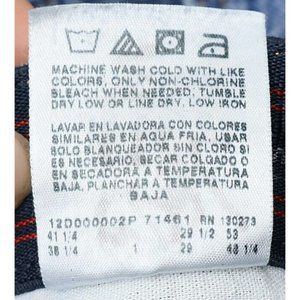 MACHINE WASH COLD WITH LIKE
COLORS, ONLY NON-CHLORINE
BLEACH WHEN NEEDED. TUMBLE
DRY LOW OR LINE DRY, LOW IRON
LAVAR EN LAVADORA CON COLORES
SIMILARES EN AGUA FRIA, USAR
SOLO BLANQUEADOR SIN CLORO SI
ES NECESARIO, SECAR COLGADO O
EN SECADORA A TEMPERATURA
BAJA, PLANCHAR A TEMPERATURA
BAJA
12D000002P 71461 RN 130273
41 1/4 29 1/2 53
38 1/4 1 29 48 1/4